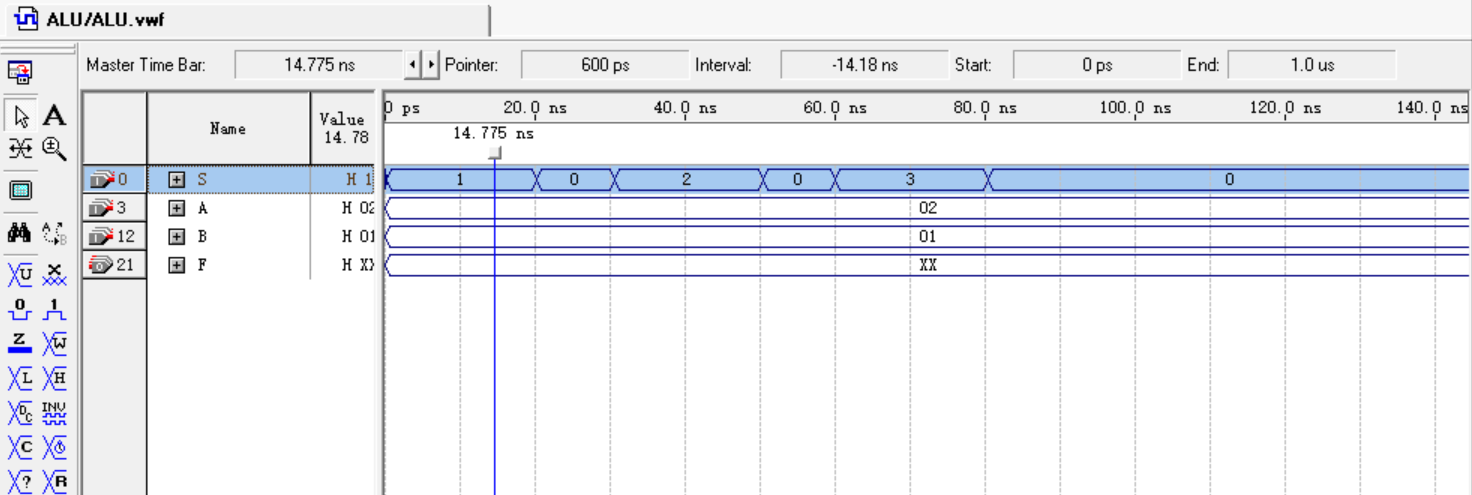 ALU/ALU.vwf
Master Time Bar: 14.775 ns Pointer: 600 ps Interval: -14.18 ns Start: 0 ps End: 1.0 us
A
Name
Value
14.78
0 ps 20.0 ns 40.0 ns 60.0 ns 80.0 ns 100.0 ns 120.0 ns 140.0 ns
14.775 ns
0 S H 1 1 0 2 0 3 0
3 A H 02 02
12 B H 01 01
21 F H XX XX
U X
0 1
Z W
L H
DC INV
C
? R